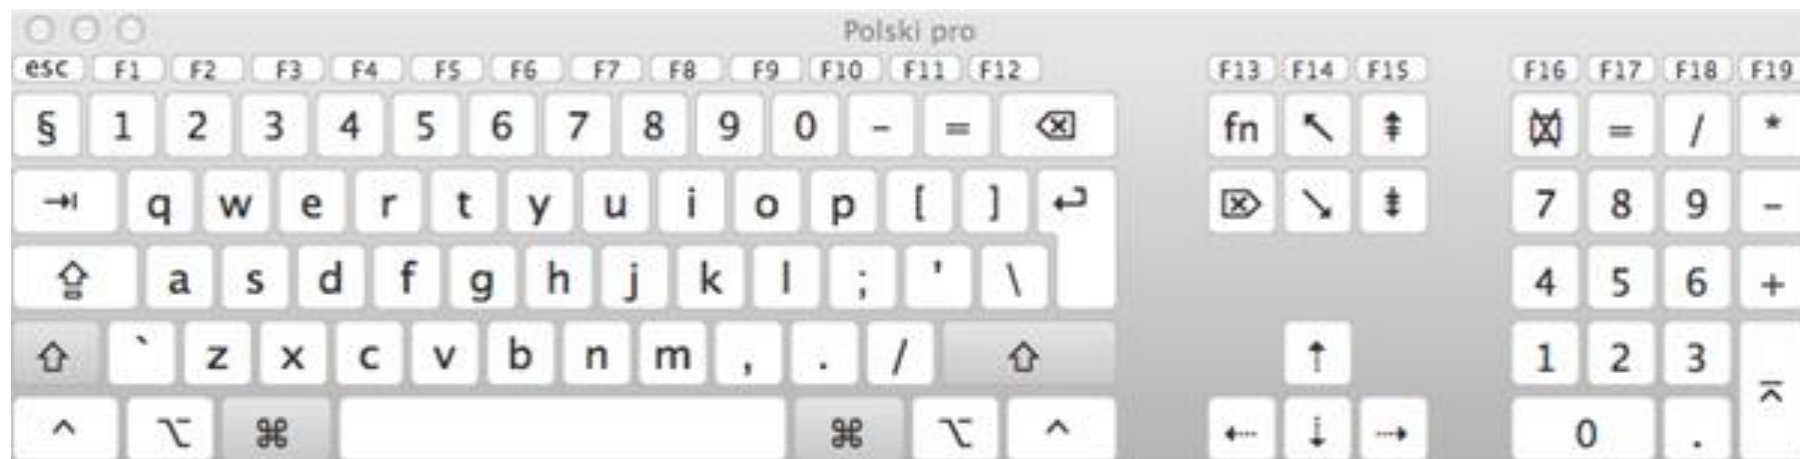 Polski pro
esc F1 F2 F3 F4 F5 F6 F7 F8 F9 F10 F11 F12 F13 F14 F15 F16 F17 F18 F19
§ 1 2 3 4 5 6 7 8 9 0 - = ⌫ fn ↖ ⇞ = / *
⇥ q w e r t y u i o p [ ] ↩ ⌦ ↘ ⇟ 7 8 9 -
⇪ a s d f g h j k l ; ' \ 4 5 6 +
⇧ ` z x c v b n m , . / ⇧ ↑ 1 2 3 ⌤
^ ⌥ ⌘ ⌘ ⌥ ^ ⇠ ⇣ ⇢ 0 .